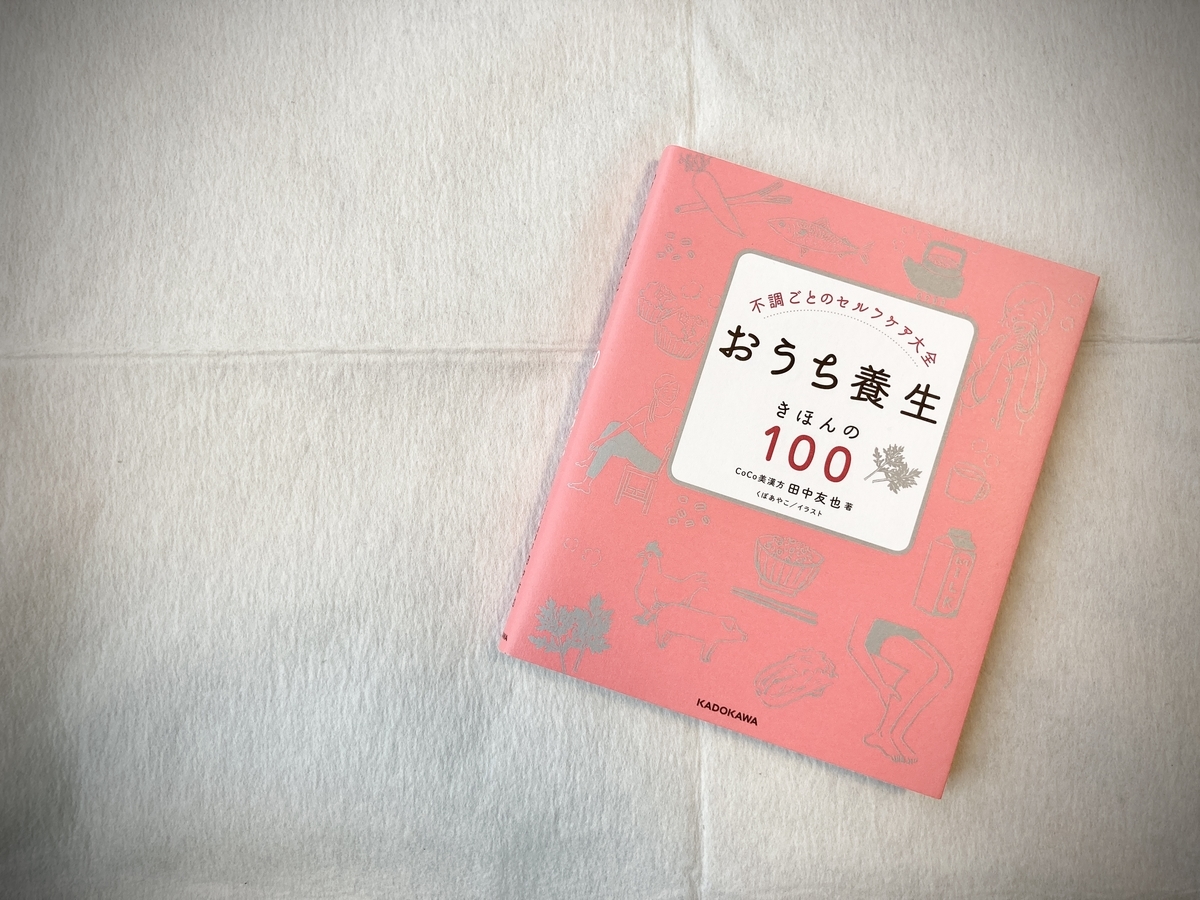 不調ごとのセルフケア大全
おうち養生
きほんの
100
CoCo美漢方 田中友也 著
くぼあやこ／イラスト
KADOKAWA